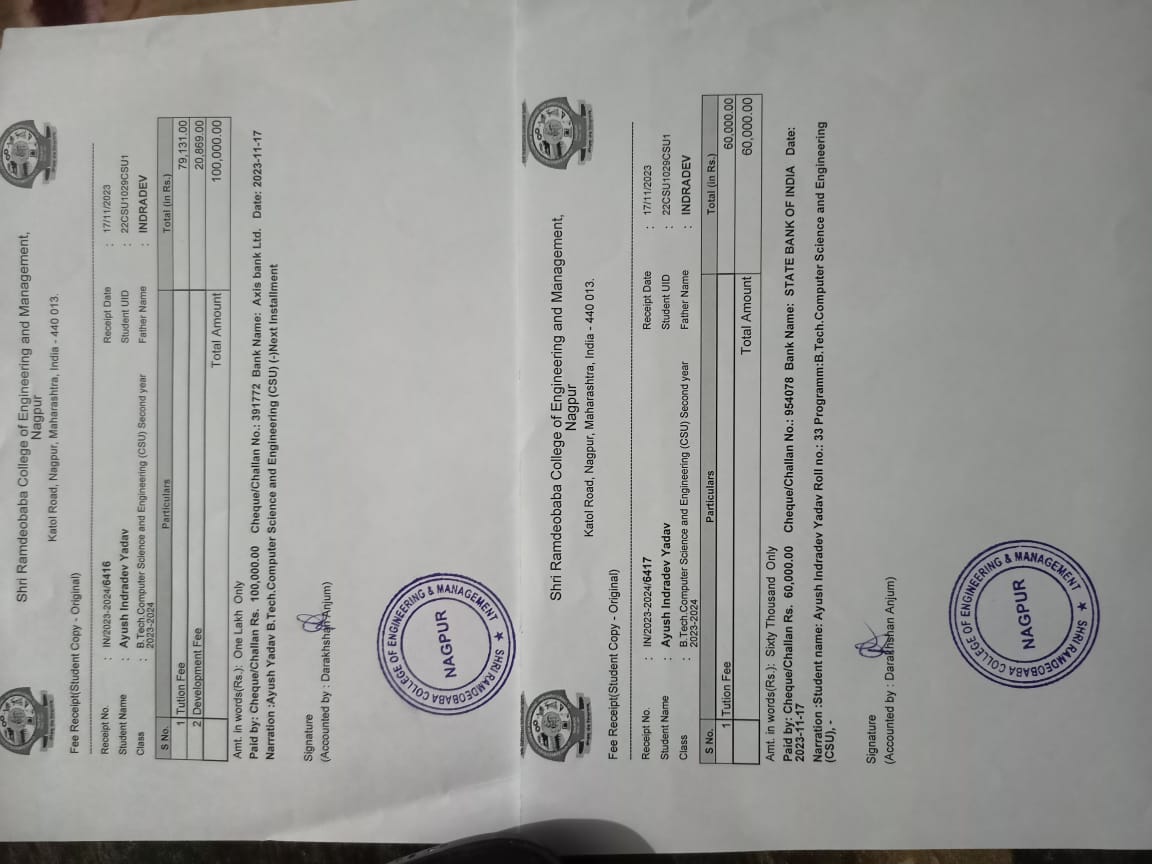 Shri Ramdeobaba College of Engineering and Management,
Nagpur
Katol Road, Nagpur, Maharashtra, India - 440 013.
Fee Receipt(Student Copy - Original)
Receipt No. : IN/2023-2024/6416 Receipt Date : 17/11/2023
Student Name : Ayush Indradev Yadav Student UID : 22CSU1029CSU1
Class : B.Tech.Computer Science and Engineering (CSU) Second year Father Name : INDRADEV
2023-2024
S No. Particulars Total (in Rs.)
1 Tution Fee 79,131.00
2 Development Fee 20,869.00
Total Amount 100,000.00
Amt. in words(Rs.): One Lakh Only
Paid by: Cheque/Challan Rs. 100,000.00 Cheque/Challan No.: 391772 Bank Name: Axis bank Ltd. Date: 2023-11-17
Narration :Ayush Yadav B.Tech.Computer Science and Engineering (CSU) (-)Next Installment
Signature
(Accounted by : Darakhshan Anjum)
SHRI RAMDEOBABA COLLEGE OF ENGINEERING & MANAGEMENT ★
NAGPUR
Shri Ramdeobaba College of Engineering and Management,
Nagpur
Katol Road, Nagpur, Maharashtra, India - 440 013.
Fee Receipt(Student Copy - Original)
Receipt No. : IN/2023-2024/6417 Receipt Date : 17/11/2023
Student Name : Ayush Indradev Yadav Student UID : 22CSU1029CSU1
Class : B.Tech.Computer Science and Engineering (CSU) Second year Father Name : INDRADEV
2023-2024
S No. Particulars Total (in Rs.)
1 Tution Fee 60,000.00
Total Amount 60,000.00
Amt. in words(Rs.): Sixty Thousand Only
Paid by: Cheque/Challan Rs. 60,000.00 Cheque/Challan No.: 954078 Bank Name: STATE BANK OF INDIA Date:
2023-11-17
Narration :Student name: Ayush Indradev Yadav Roll no.: 33 Programm:B.Tech.Computer Science and Engineering
(CSU), -
Signature
(Accounted by : Darakhshan Anjum)
SHRI RAMDEOBABA COLLEGE OF ENGINEERING & MANAGEMENT ★
NAGPUR